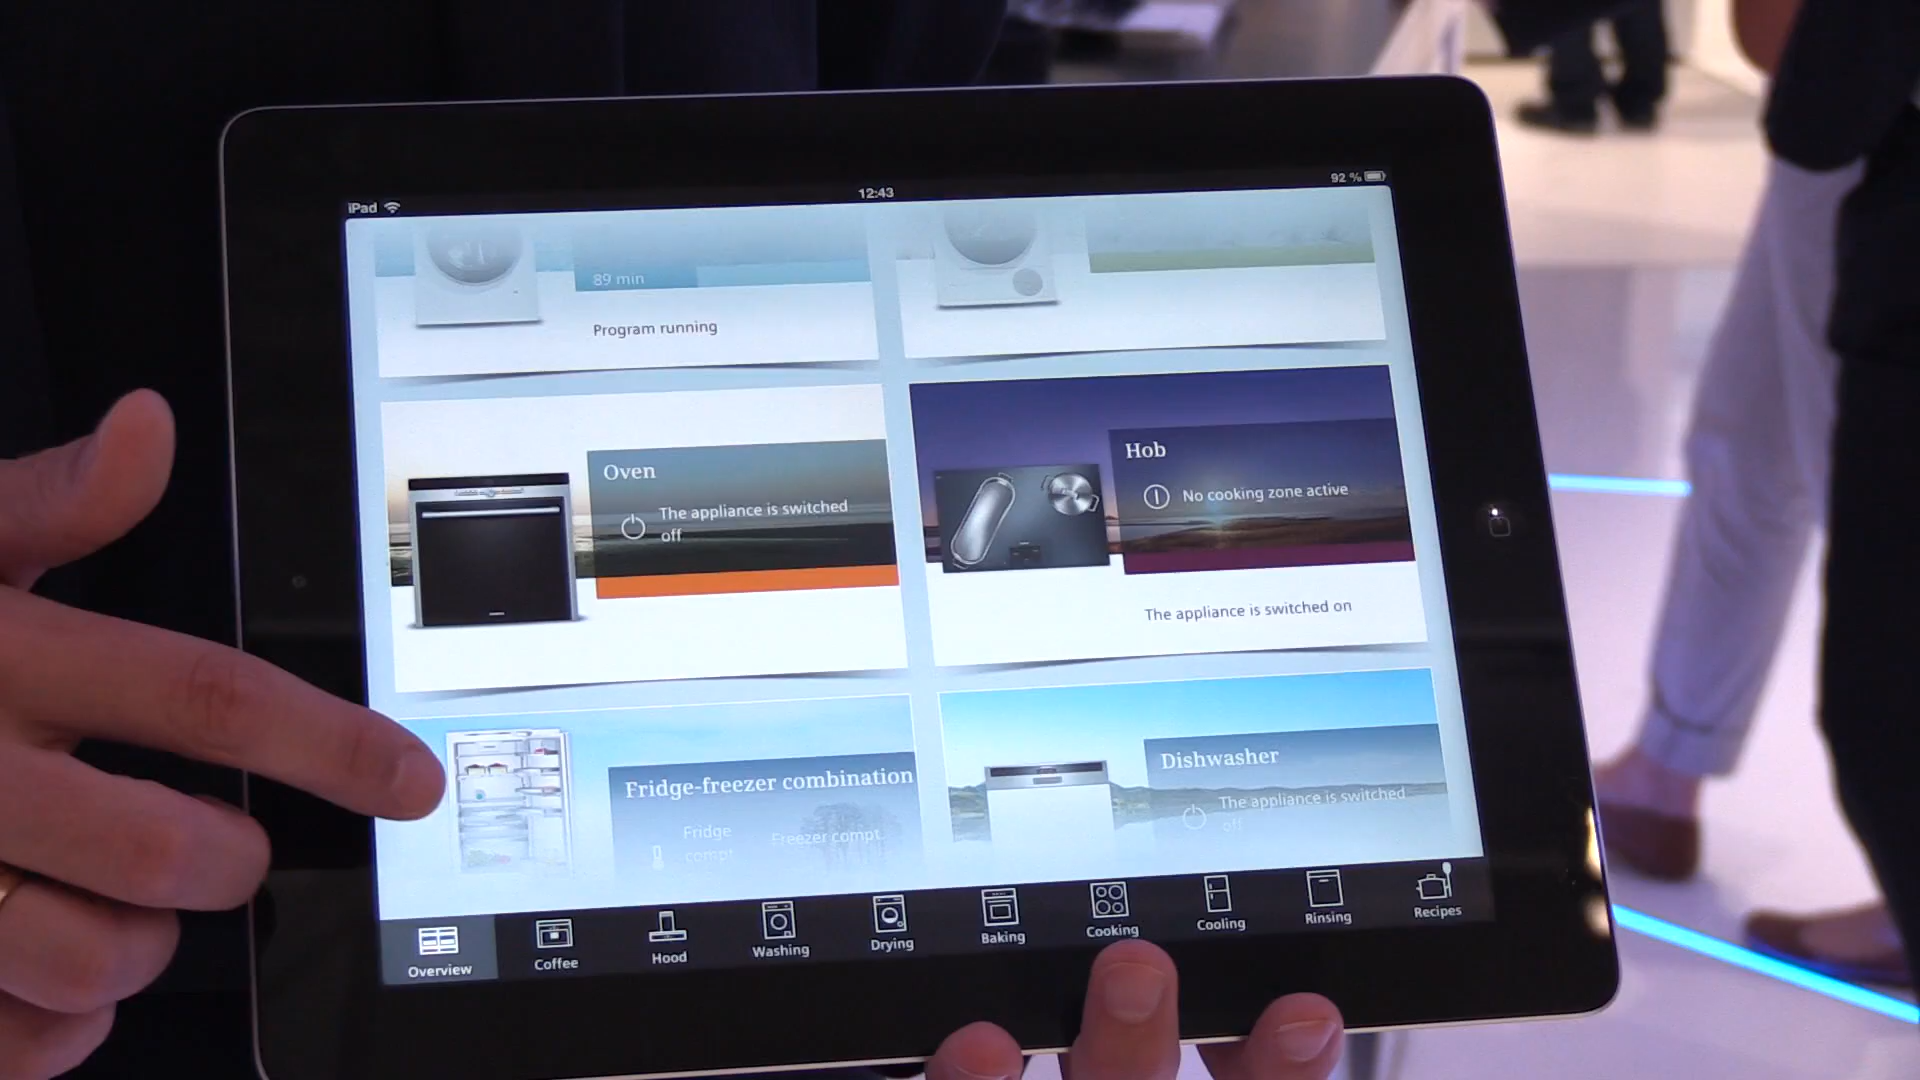 iPad
12:43
92 %
89 min
Program running
Oven
The appliance is switched
off
Hob
No cooking zone active
The appliance is switched on
Fridge-freezer combination
Fridge
compt
Freezer compt.
Dishwasher
The appliance is switched
off
Overview
Coffee
Hood
Washing
Drying
Baking
Cooking
Cooling
Rinsing
Recipes